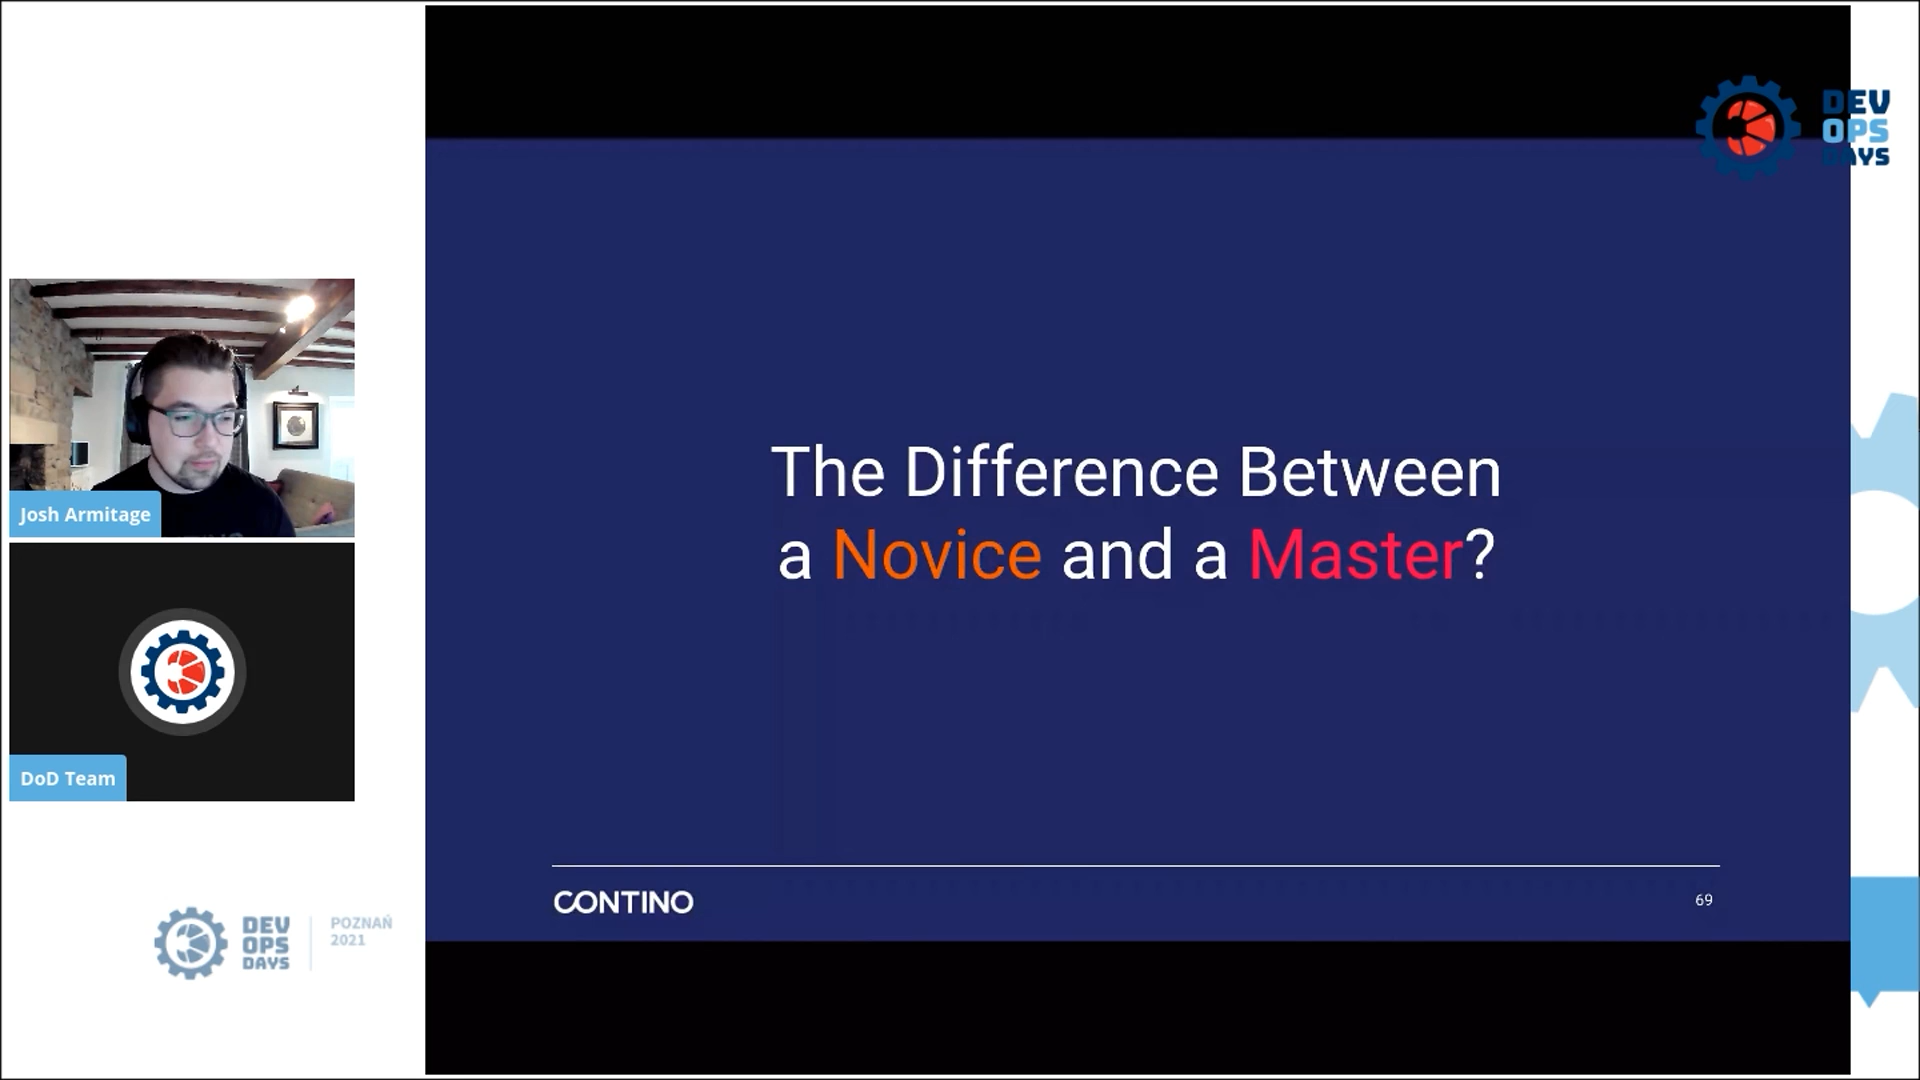 DEV
OPS
DAYS
The Difference Between
a Novice and a Master?
Josh Armitage
DoD Team
CONTINO
69
DEV
OPS
DAYS
POZNAŃ
2021